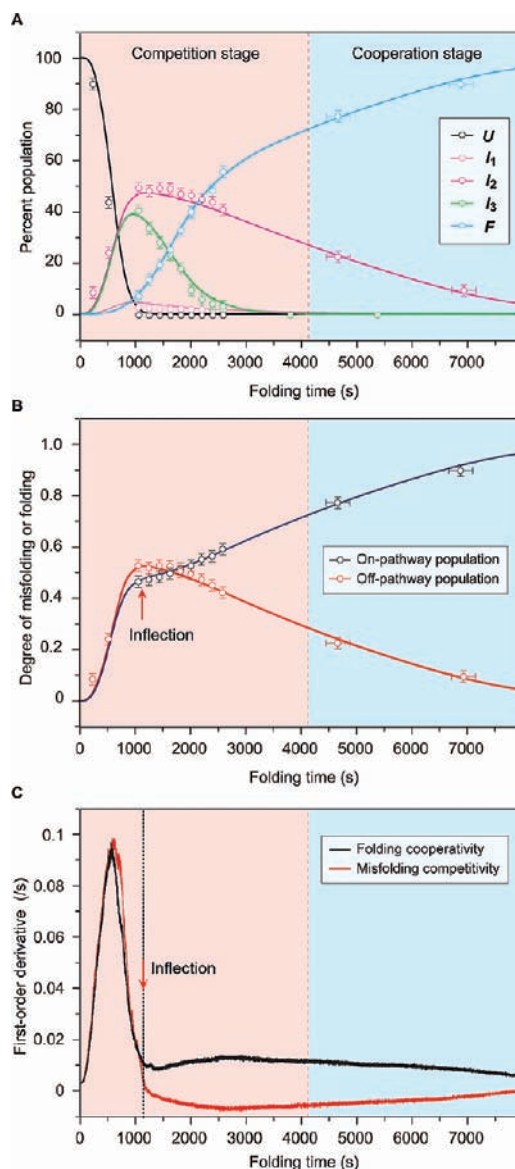 A
Competition stage
Cooperation stage
Percent population
100
80
60
40
20
0
U
I1
I2
I3
F
0 1000 2000 3000 4000 5000 6000 7000
Folding time (s)
B
Degree of misfolding or folding
1.0
0.8
0.6
0.4
0.2
0
On-pathway population
Off-pathway population
Inflection
0 1000 2000 3000 4000 5000 6000 7000
Folding time (s)
C
First-order derivative (/s)
0.1
0.08
0.06
0.04
0.02
0
Folding cooperativity
Misfolding competitivity
Inflection
0 1000 2000 3000 4000 5000 6000 7000
Folding time (s)